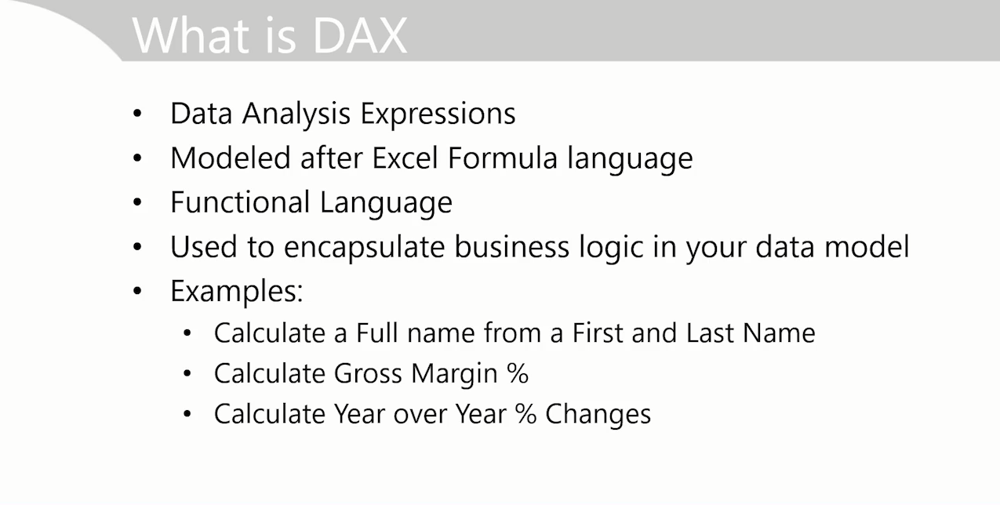 What is DAX
• Data Analysis Expressions
• Modeled after Excel Formula language
• Functional Language
• Used to encapsulate business logic in your data model
• Examples:
• Calculate a Full name from a First and Last Name
• Calculate Gross Margin %
• Calculate Year over Year % Changes